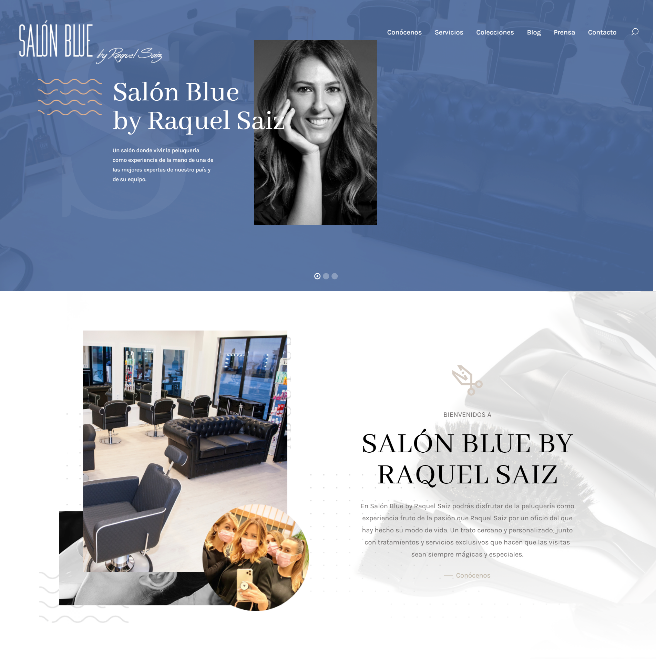 SALÓN BLUE by Raquel Saiz
Conócenos Servicios Colecciones Blog Prensa Contacto
Salón Blue
by Raquel Saiz
Un salón donde vivir la peluquería
como experiencia de la mano de una de
las mejores expertas de nuestro país y
de su equipo.
BIENVENIDOS A
SALÓN BLUE BY
RAQUEL SAIZ
En Salón Blue by Raquel Saiz podrás disfrutar de la peluquería como
experiencia fruto de la pasión que Raquel Saiz por un oficio del que
hay hecho su modo de vida. Un trato cercano y personalizado, junto
con tratamientos y servicios exclusivos que hacen que las visitas
sean siempre mágicas y especiales.
Conócenos